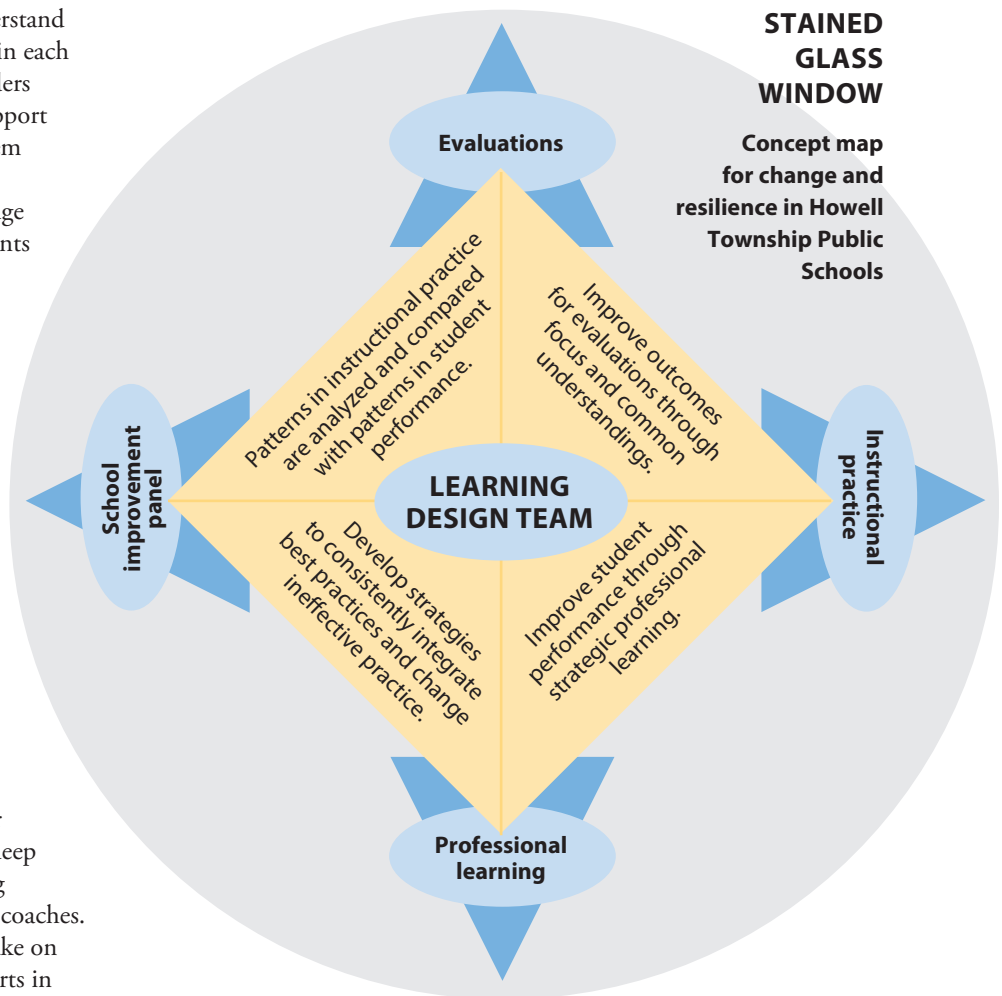 erstand
in each
lers
pport
em
ge
nts
eep
g
coaches.
ke on
rts in
STAINED
GLASS
WINDOW
Concept map
for change and
resilience in Howell
Township Public
Schools
Evaluations
Patterns in instructional practice
are analyzed and compared
with patterns in student
performance.
Improve outcomes
for evaluations through
focus and common
understandings.
School
improvement
panel
LEARNING
DESIGN TEAM
Instructional
practice
Develop strategies
to consistently integrate
best practices and change
ineffective practice.
Improve student
performance through
strategic professional
learning.
Professional
learning